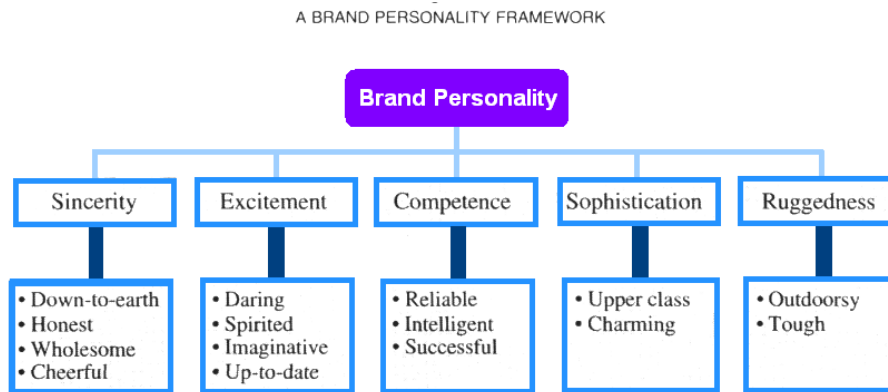 A BRAND PERSONALITY FRAMEWORK
Brand Personality
Sincerity
Excitement
Competence
Sophistication
Ruggedness
• Down-to-earth
• Honest
• Wholesome
• Cheerful
• Daring
• Spirited
• Imaginative
• Up-to-date
• Reliable
• Intelligent
• Successful
• Upper class
• Charming
• Outdoorsy
• Tough